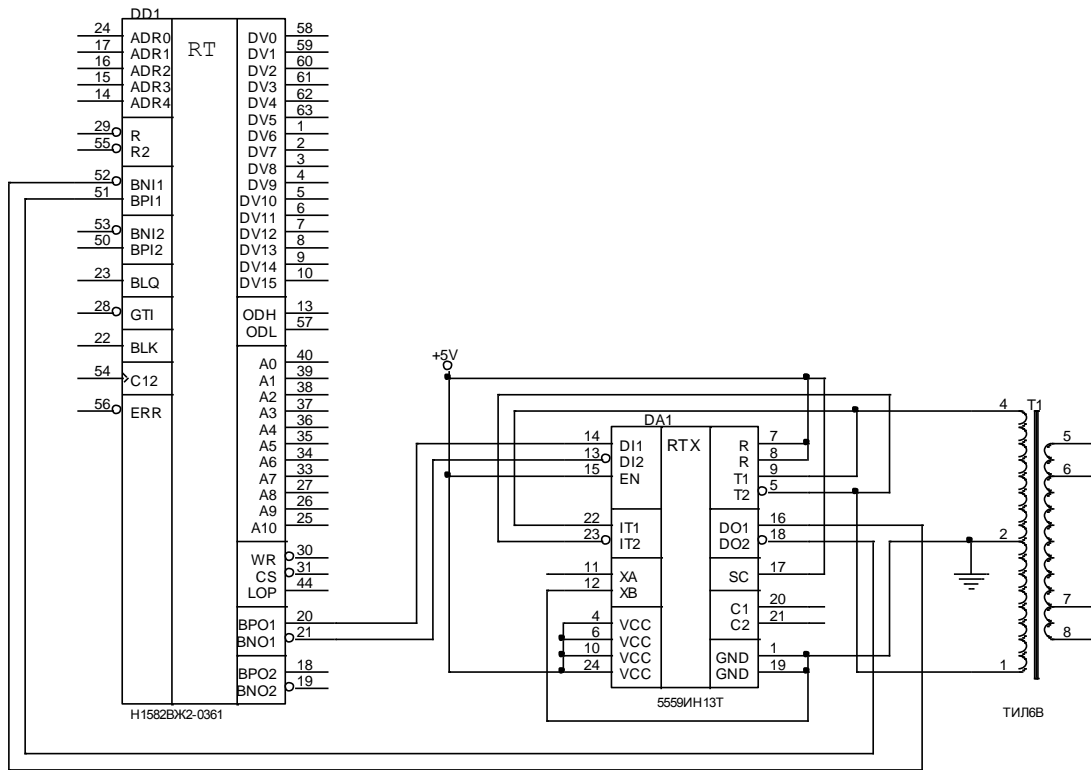 DD1
RT
24 ADR0
17 ADR1
16 ADR2
15 ADR3
14 ADR4
29 R
55 R2
52 BNI1
51 BPI1
53 BNI2
50 BPI2
23 BLQ
28 GTI
22 BLK
54 C12
56 ERR
DV0 58
DV1 59
DV2 60
DV3 61
DV4 62
DV5 63
DV6 1
DV7 2
DV8 3
DV9 4
DV10 5
DV11 6
DV12 7
DV13 8
DV14 9
DV15 10
ODH 13
ODL 57
A0 40
A1 39
A2 38
A3 37
A4 36
A5 35
A6 34
A7 33
A8 27
A9 26
A10 25
WR 30
CS 31
LOP 44
BPO1 20
BNO1 21
BPO2 18
BNO2 19
Н1582ВЖ2-0361
+5V
DA1
RTX
14 DI1
13 DI2
15 EN
22 IT1
23 IT2
11 XA
12 XB
4 VCC
6 VCC
10 VCC
24 VCC
R 7
R 8
T1 9
T2 5
DO1 16
DO2 18
SC 17
C1 20
C2 21
GND 1
GND 19
5559ИН13Т
T1
4
2
1
5
6
7
8
ТИЛ6В